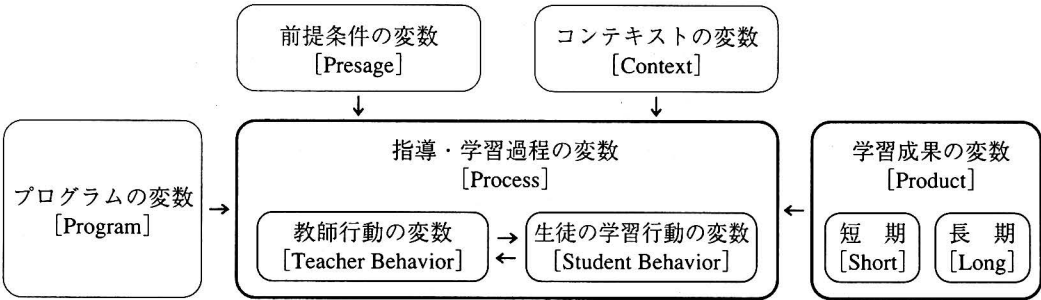 前提条件の変数
[Presage]
コンテキストの変数
[Context]
プログラムの変数
[Program]
指導・学習過程の変数
[Process]
教師行動の変数
[Teacher Behavior]
生徒の学習行動の変数
[Student Behavior]
学習成果の変数
[Product]
短 期
[Short]
長 期
[Long]